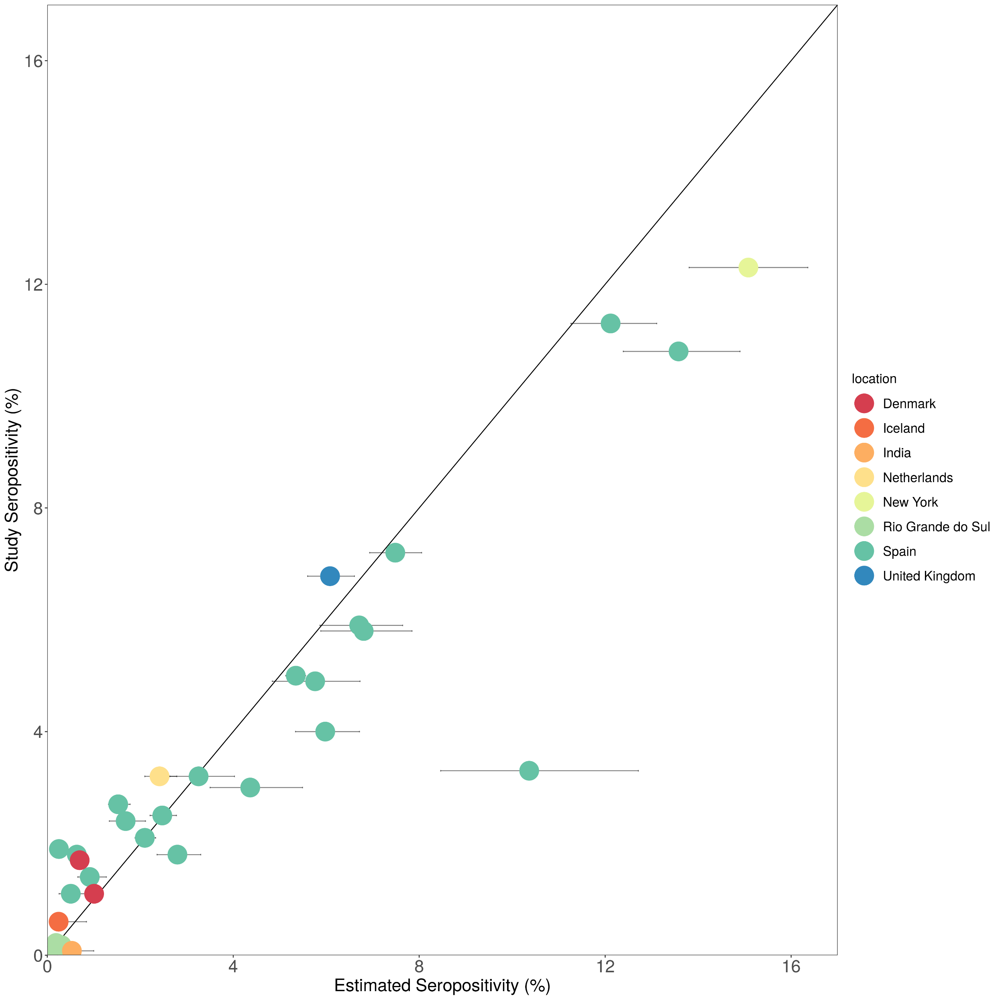 16
12
8
4
0
Study Seropositivity (%)
0
4
8
12
16
Estimated Seropositivity (%)
location
Denmark
Iceland
India
Netherlands
New York
Rio Grande do Sul
Spain
United Kingdom